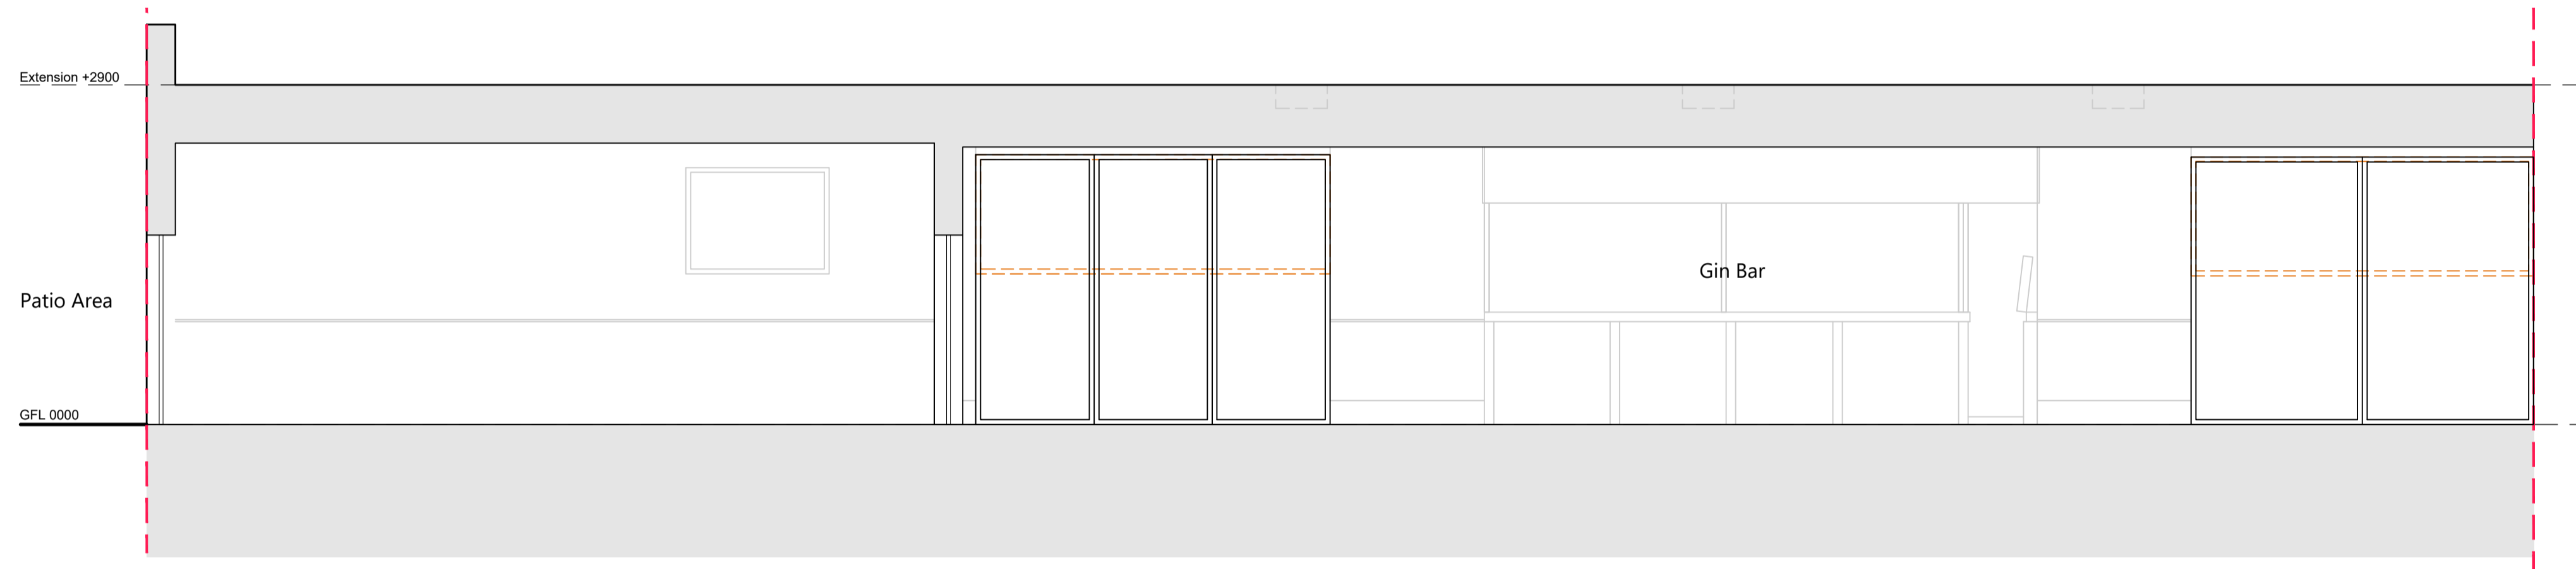 Extension +2900
Gin Bar
Patio Area
GFL 0000